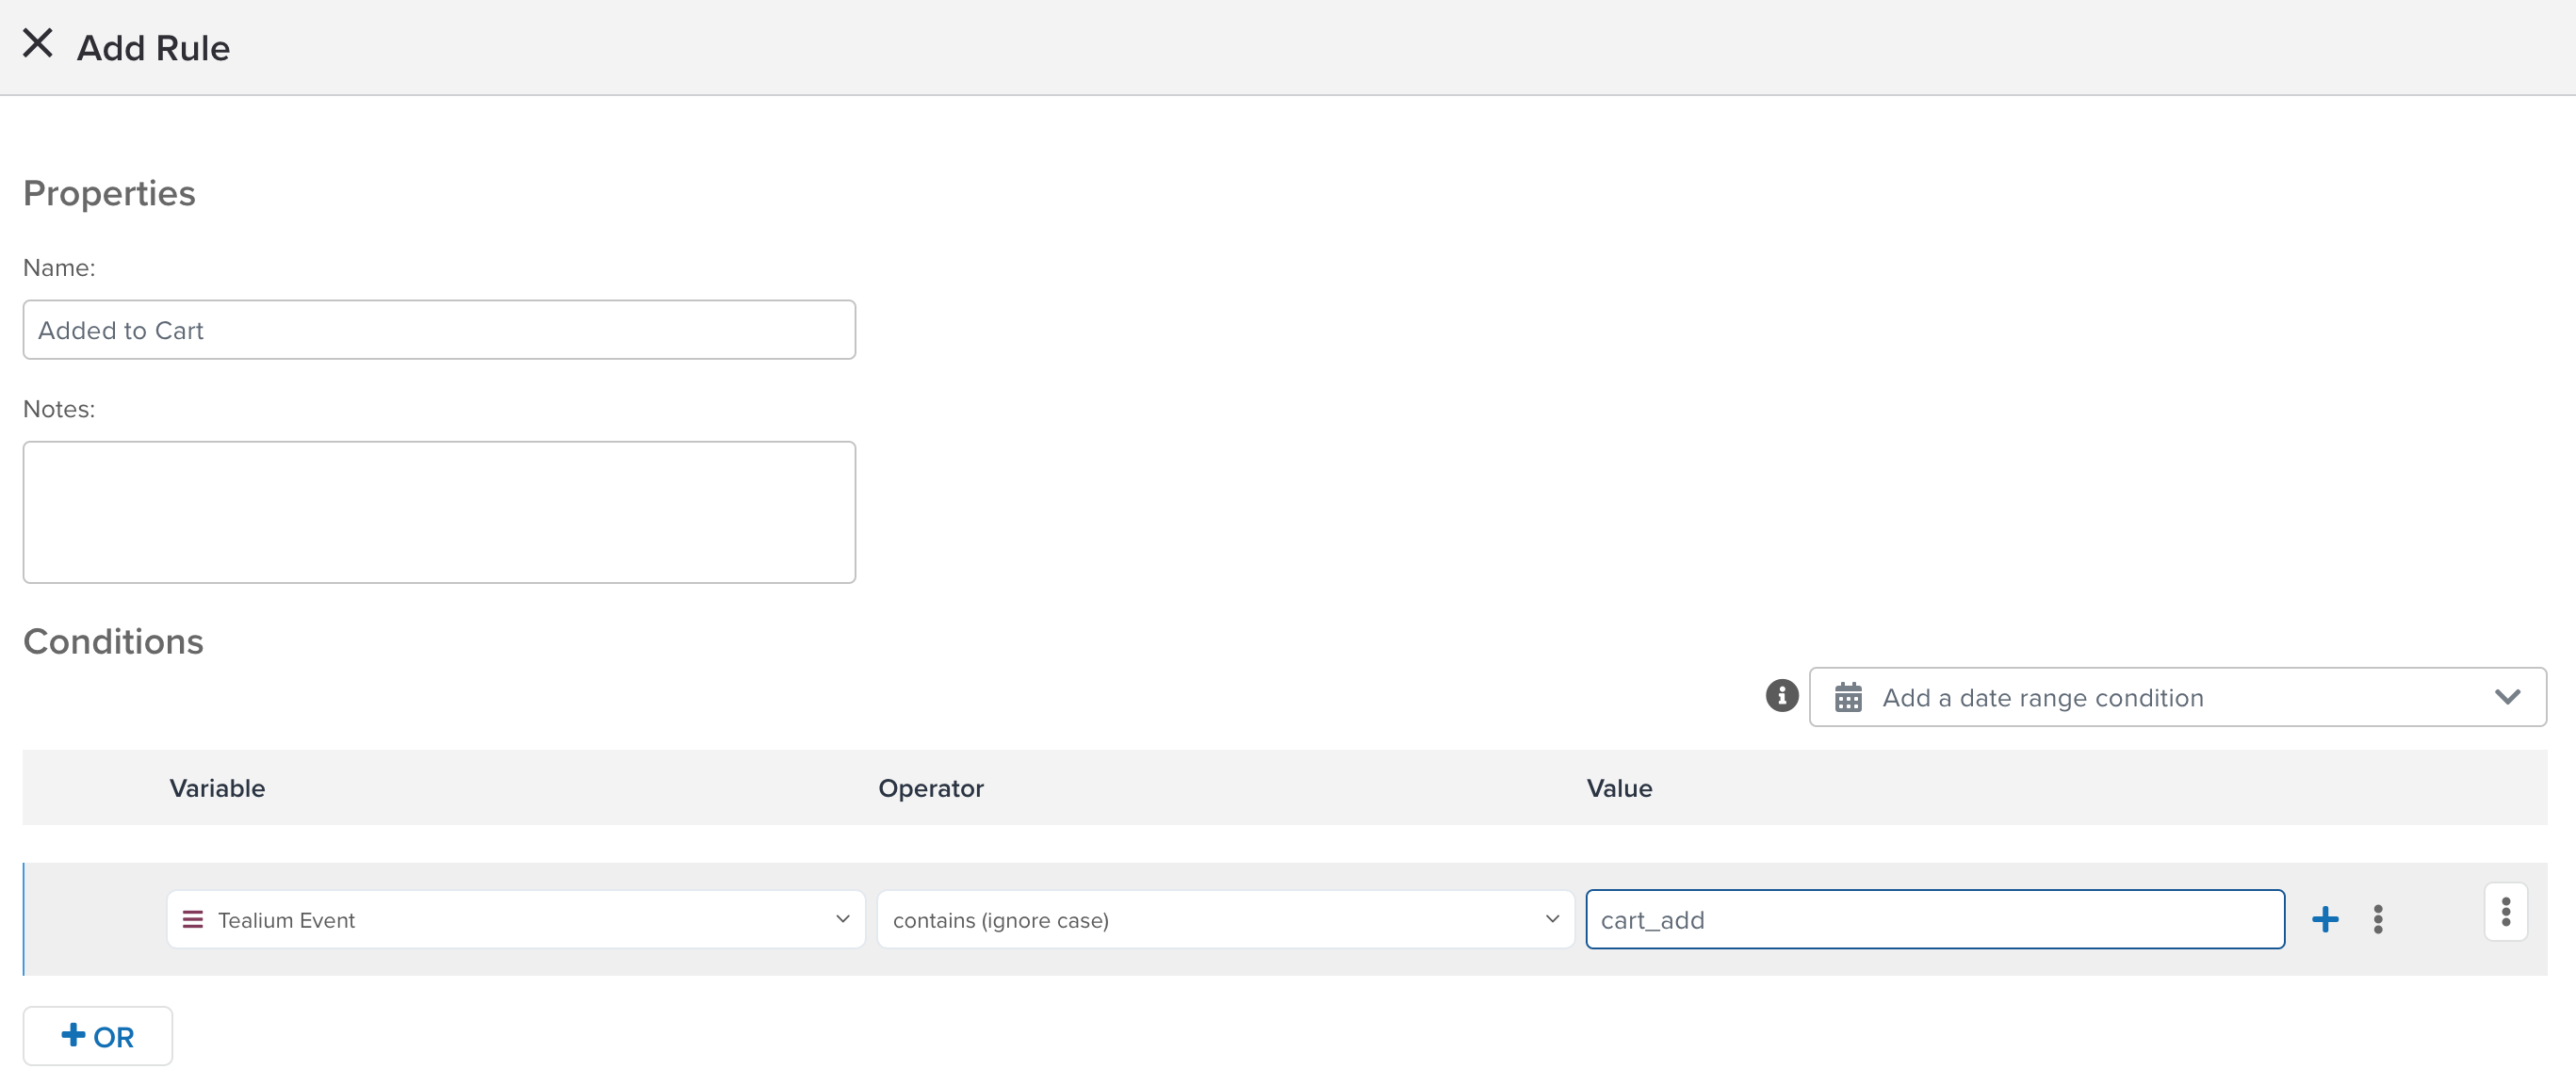 Add Rule
Properties
Name:
Added to Cart
Notes:
Conditions
Add a date range condition
Variable Operator Value
Tealium Event contains (ignore case) cart_add
OR